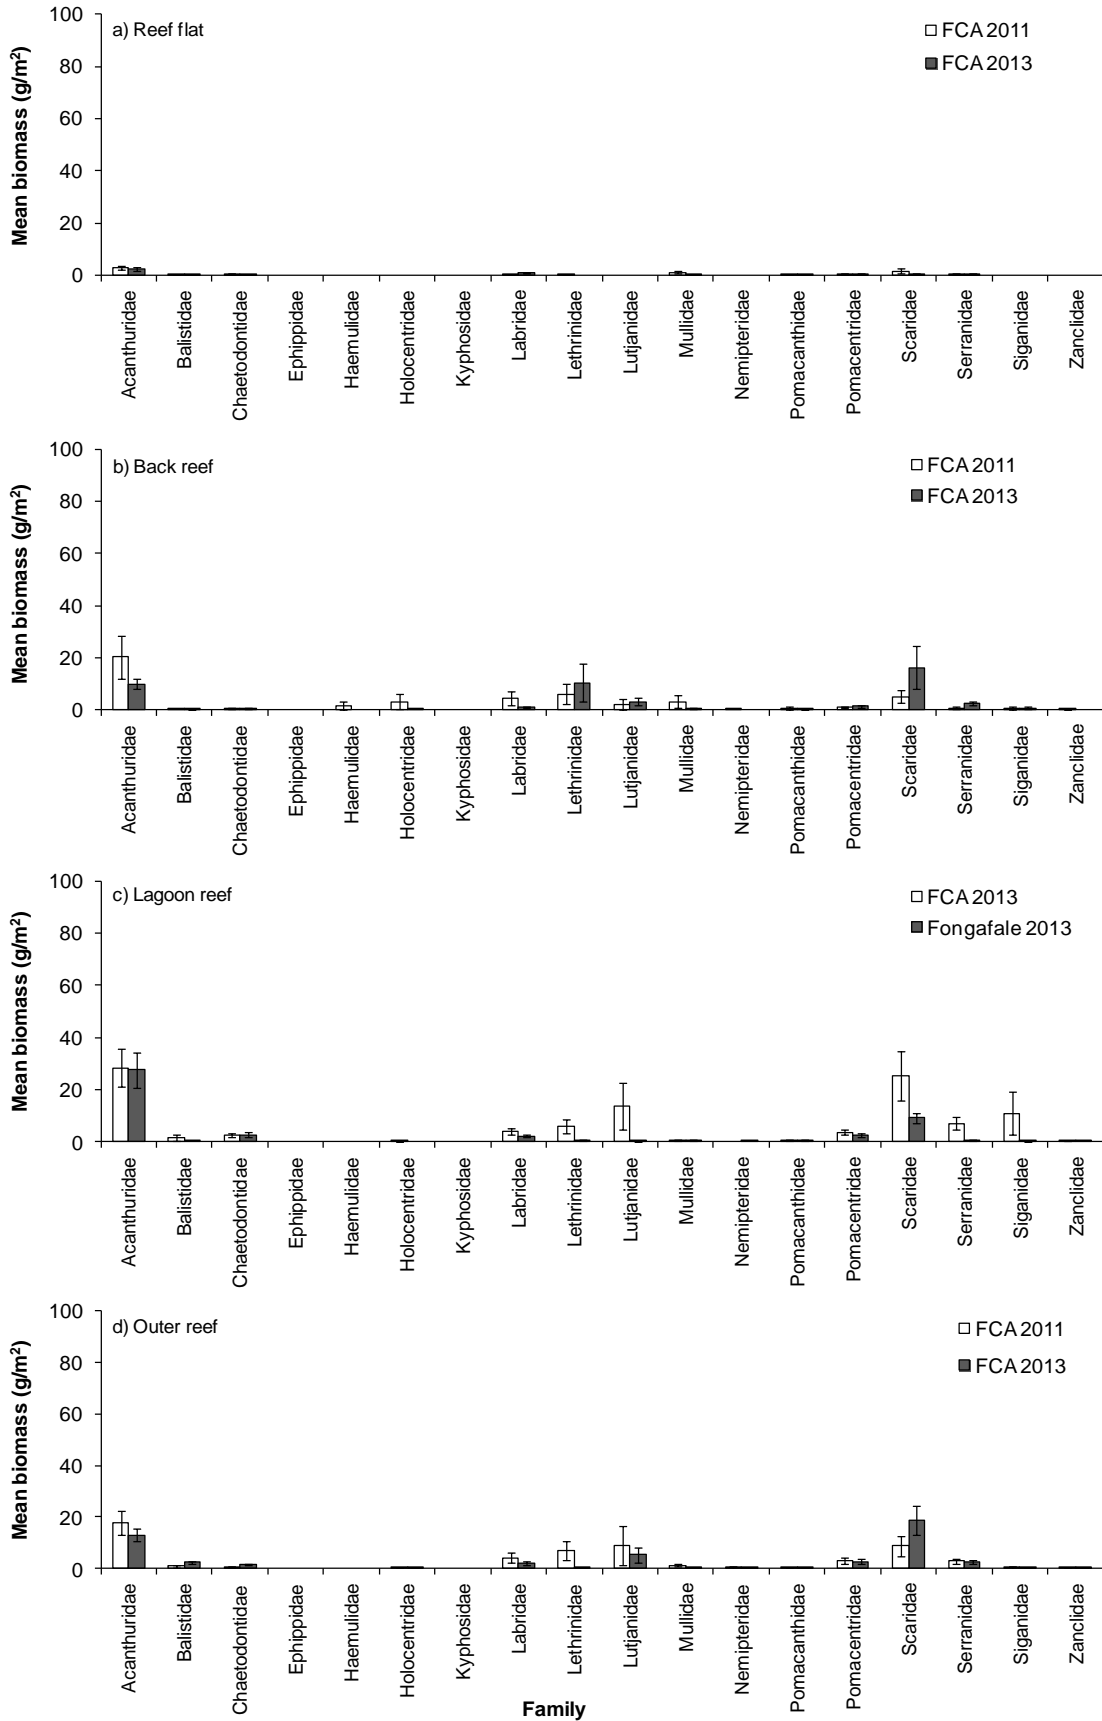 a) Reef flat
FCA 2011
FCA 2013
Mean biomass (g/m²)
100
80
60
40
20
0
Acanthuridae
Balistidae
Chaetodontidae
Ephippidae
Haemulidae
Holocentridae
Kyphosidae
Labridae
Lethrinidae
Lutjanidae
Mullidae
Nemipteridae
Pomacanthidae
Pomacentridae
Scaridae
Serranidae
Siganidae
Zanclidae
b) Back reef
FCA 2011
FCA 2013
Mean biomass (g/m²)
100
80
60
40
20
0
Acanthuridae
Balistidae
Chaetodontidae
Ephippidae
Haemulidae
Holocentridae
Kyphosidae
Labridae
Lethrinidae
Lutjanidae
Mullidae
Nemipteridae
Pomacanthidae
Pomacentridae
Scaridae
Serranidae
Siganidae
Zanclidae
c) Lagoon reef
FCA 2013
Fongafale 2013
Mean biomass (g/m²)
100
80
60
40
20
0
Acanthuridae
Balistidae
Chaetodontidae
Ephippidae
Haemulidae
Holocentridae
Kyphosidae
Labridae
Lethrinidae
Lutjanidae
Mullidae
Nemipteridae
Pomacanthidae
Pomacentridae
Scaridae
Serranidae
Siganidae
Zanclidae
d) Outer reef
FCA 2011
FCA 2013
Mean biomass (g/m²)
100
80
60
40
20
0
Acanthuridae
Balistidae
Chaetodontidae
Ephippidae
Haemulidae
Holocentridae
Kyphosidae
Labridae
Lethrinidae
Lutjanidae
Mullidae
Nemipteridae
Pomacanthidae
Pomacentridae
Scaridae
Serranidae
Siganidae
Zanclidae
Family